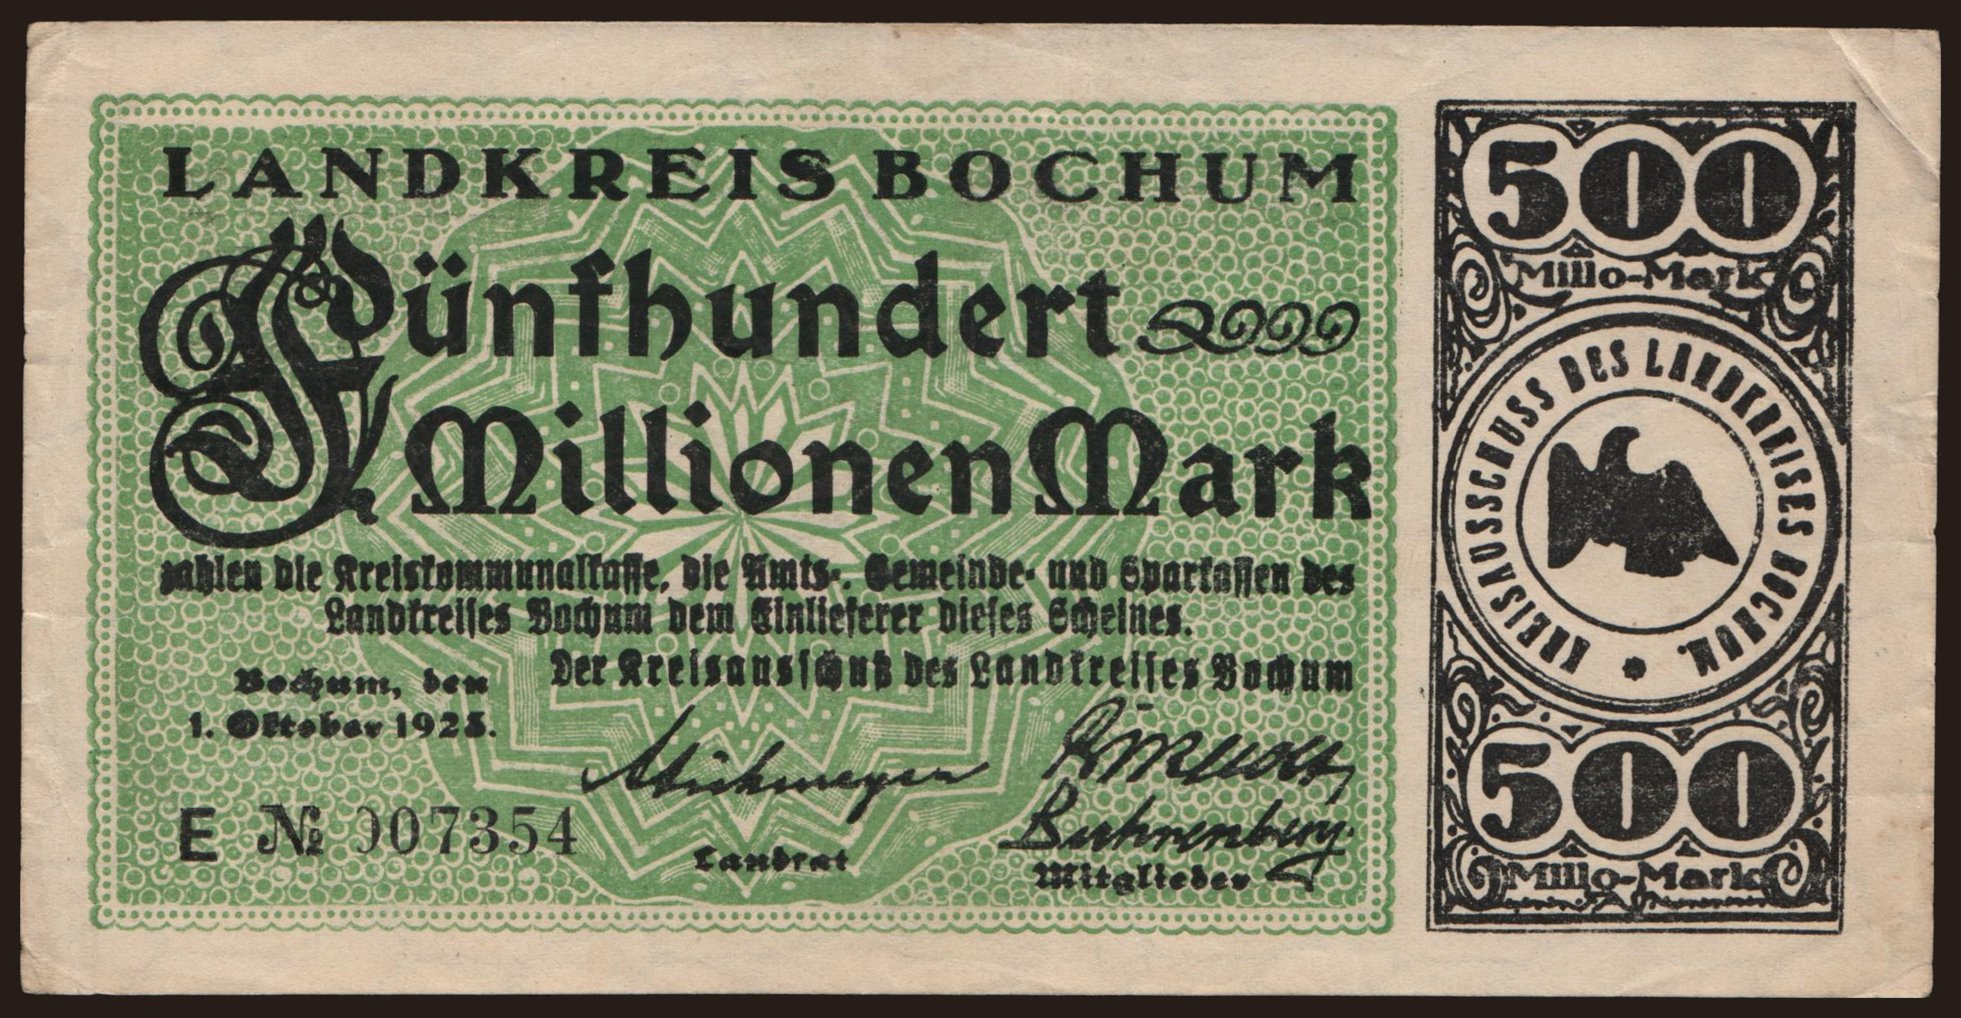 LANDKREIS BOCHUM
Fünfhundert
Millionen Mark
zahlen die Kreiskommunalkasse, die Amts-, Gemeinde- und Sparkassen des
Landkreises Bochum dem Einlieferer dieses Scheines.
Der Kreisausschuß des Landkreises Bochum
Bochum, den
1. Oktober 1923.
E № 007354
Landrat
Mitglieder
500
Millo-Mark
KREISAUSSCHUSS DES LANDKREISES BOCHUM.
500
Millo-Mark